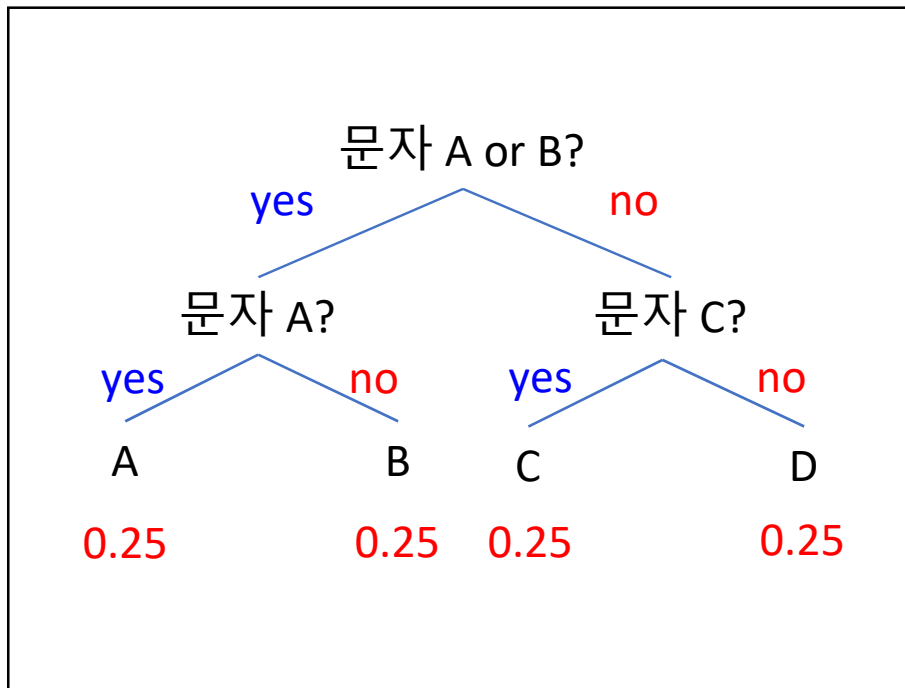 문자 A or B?
yes no
문자 A? 문자 C?
yes no yes no
A B C D
0.25 0.25 0.25 0.25